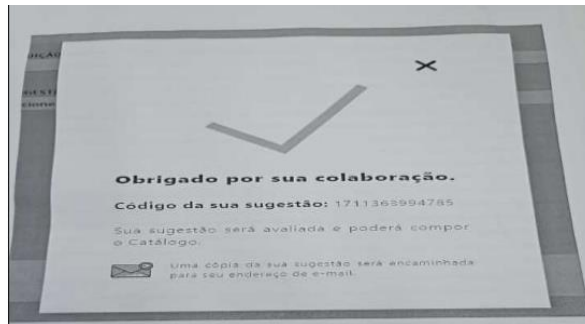 Obrigado por sua colaboração.
Código da sua sugestão: 1711363994785
Sua sugestão será avaliada e poderá compor
o Catálogo.
Uma cópia da sua sugestão será encaminhada
para seu endereço de e-mail.